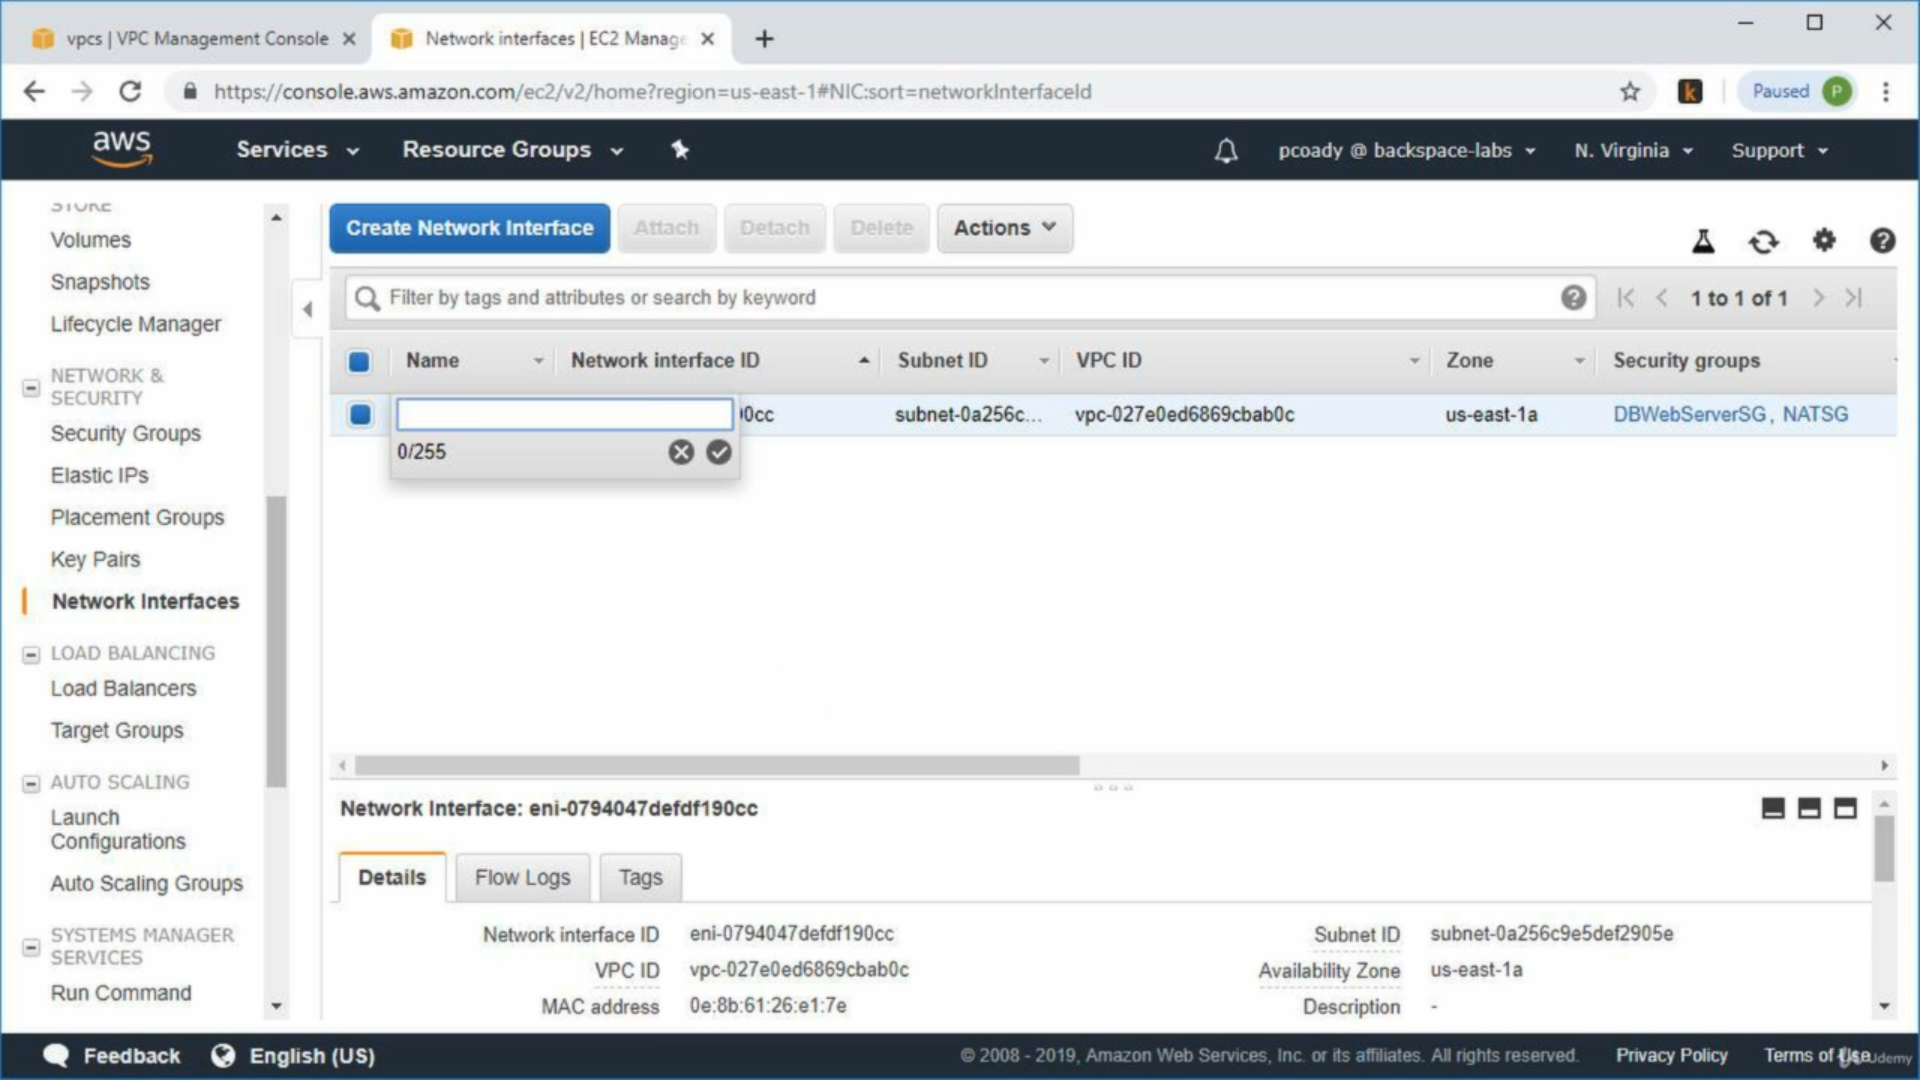 vpcs | VPC Management Console
Network interfaces | EC2 Manage
https://console.aws.amazon.com/ec2/v2/home?region=us-east-1#NIC:sort=networkInterfaceId
k
Paused
P
aws
Services
Resource Groups
pcoady @ backspace-labs
N. Virginia
Support
STORE
Volumes
Snapshots
Lifecycle Manager
NETWORK &
SECURITY
Security Groups
Elastic IPs
Placement Groups
Key Pairs
Network Interfaces
LOAD BALANCING
Load Balancers
Target Groups
AUTO SCALING
Launch
Configurations
Auto Scaling Groups
SYSTEMS MANAGER
SERVICES
Run Command
Create Network Interface
Attach
Detach
Delete
Actions
Filter by tags and attributes or search by keyword
1 to 1 of 1
Name
Network interface ID
Subnet ID
VPC ID
Zone
Security groups
0cc
subnet-0a256c...
vpc-027e0ed6869cbab0c
us-east-1a
DBWebServerSG, NATSG
0/255
Network Interface: eni-0794047defdf190cc
Details
Flow Logs
Tags
Network interface ID eni-0794047defdf190cc
Subnet ID subnet-0a256c9e5def2905e
VPC ID vpc-027e0ed6869cbab0c
Availability Zone us-east-1a
MAC address 0e:8b:61:26:e1:7e
Description -
Feedback
English (US)
© 2008 - 2019, Amazon Web Services, Inc. or its affiliates. All rights reserved.
Privacy Policy
Terms of Use
Udemy